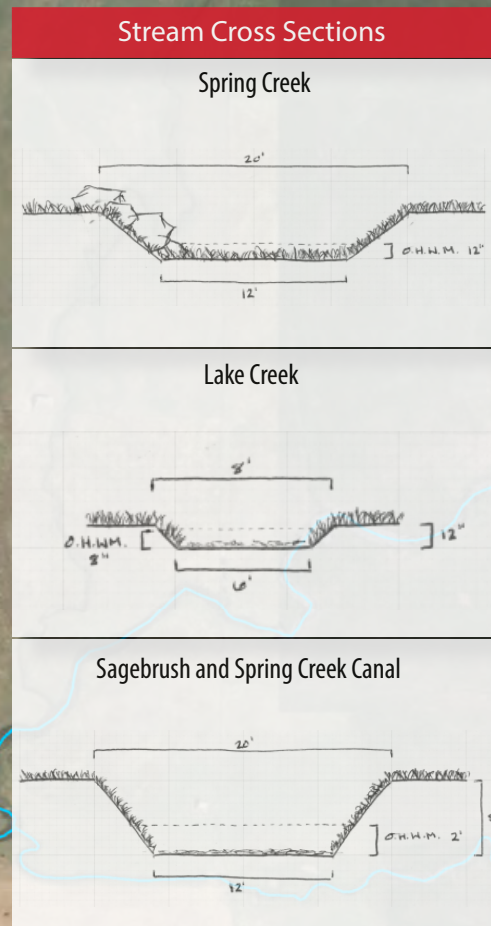 Stream Cross Sections
Spring Creek
20'
O.H.W.M. 12"
12'
Lake Creek
8'
O.H.W.M.
8"
12"
6'
Sagebrush and Spring Creek Canal
20'
O.H.W.M. 2'
12'